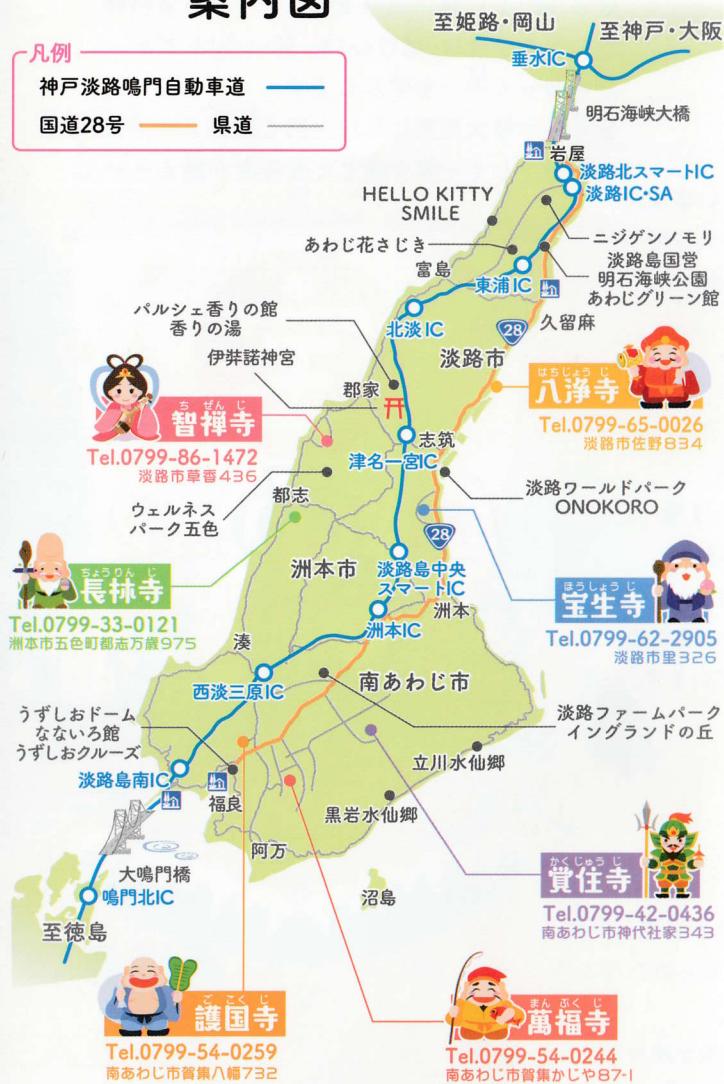 案内図
凡例
神戸淡路鳴門自動車道
国道28号
県道
至姫路・岡山
至神戸・大阪
垂水IC
明石海峡大橋
岩屋
淡路北スマートIC
淡路IC・SA
HELLO KITTY
SMILE
ニジゲンノモリ
あわじ花さじき
淡路島国営
明石海峡公園
あわじグリーン館
富島
東浦IC
パルシェ香りの館
香りの湯
北淡IC
28
久留麻
伊弉諾神宮
淡路市
はちじょうじ
八浄寺
Tel.0799-65-0026
淡路市佐野834
郡家
ちぜんじ
智禅寺
Tel.0799-86-1472
淡路市草香436
志筑
津名一宮IC
ウェルネス
パーク五色
都志
淡路ワールドパーク
ONOKORO
28
ちょうりんじ
長林寺
Tel.0799-33-0121
洲本市五色町都志万歳975
洲本市
淡路島中央
スマートIC
ほうしょうじ
宝生寺
Tel.0799-62-2905
淡路市里326
洲本
洲本IC
湊
西淡三原IC
南あわじ市
うずしおドーム
なないろ館
うずしおクルーズ
淡路ファームパーク
イングランドの丘
淡路島南IC
立川水仙郷
福良
黒岩水仙郷
阿万
大鳴門橋
鳴門北IC
沼島
かくじゅうじ
覚住寺
Tel.0799-42-0436
南あわじ市神代社家343
至徳島
ごこくじ
護国寺
Tel.0799-54-0259
南あわじ市賀集八幡732
まんぷくじ
萬福寺
Tel.0799-54-0244
南あわじ市賀集かじや87-1